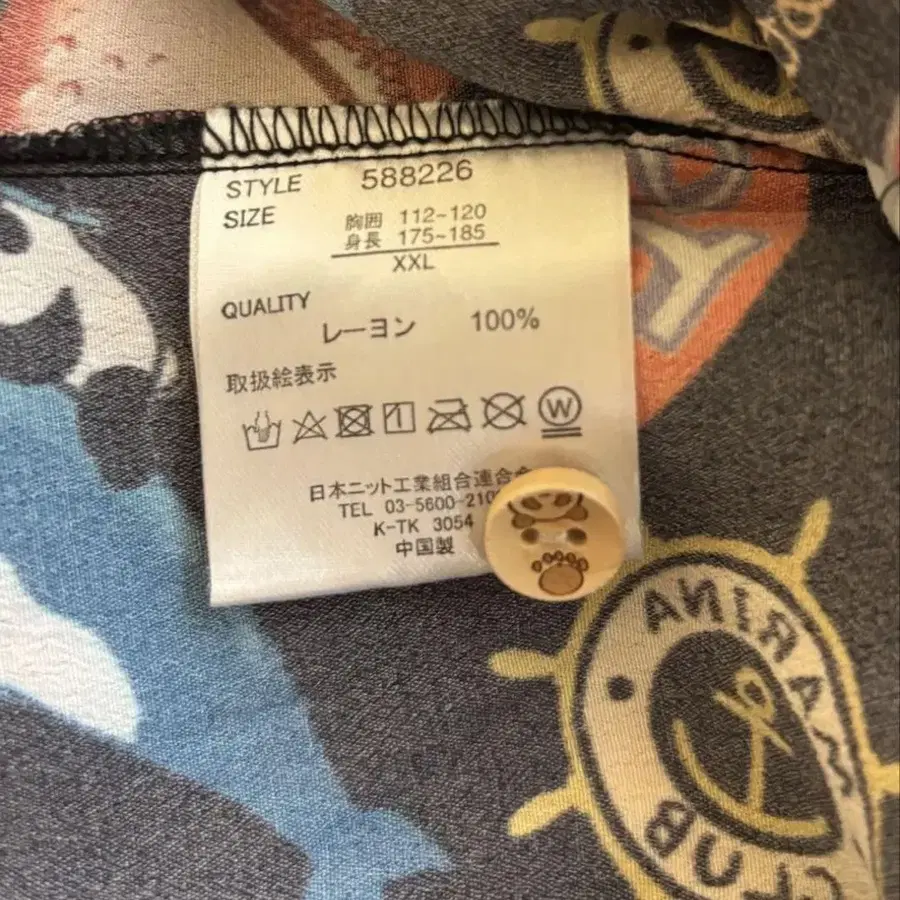 STYLE 588226
SIZE
胸囲 112~120
身長 175~185
XXL
QUALITY
レーヨン 100%
取扱絵表示
W
日本ニット工業組合連合会
TEL 03-5600-210
K-TK 3054
中国製
MARINA
CLUB